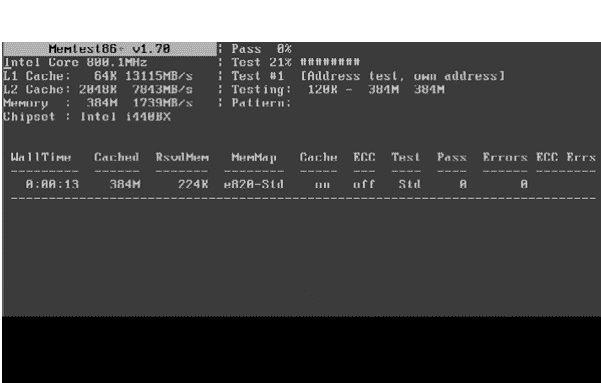 Memtest86+ v1.70 | Pass 0%
Intel Core 800.1MHz | Test 21% ########
L1 Cache: 64K 13115MB/s | Test #1 [Address test, own address]
L2 Cache: 2048K 7843MB/s | Testing: 120K - 384M 384M
Memory : 384M 1739MB/s | Pattern:
Chipset : Intel i440BX
WallTime Cached RsvdMem MemMap Cache ECC Test Pass Errors ECC Errs
--------- ------ ------- -------- ----- --- ---- ---- ------ --------
0:00:13 384M 224K e820-Std on off Std 0 0